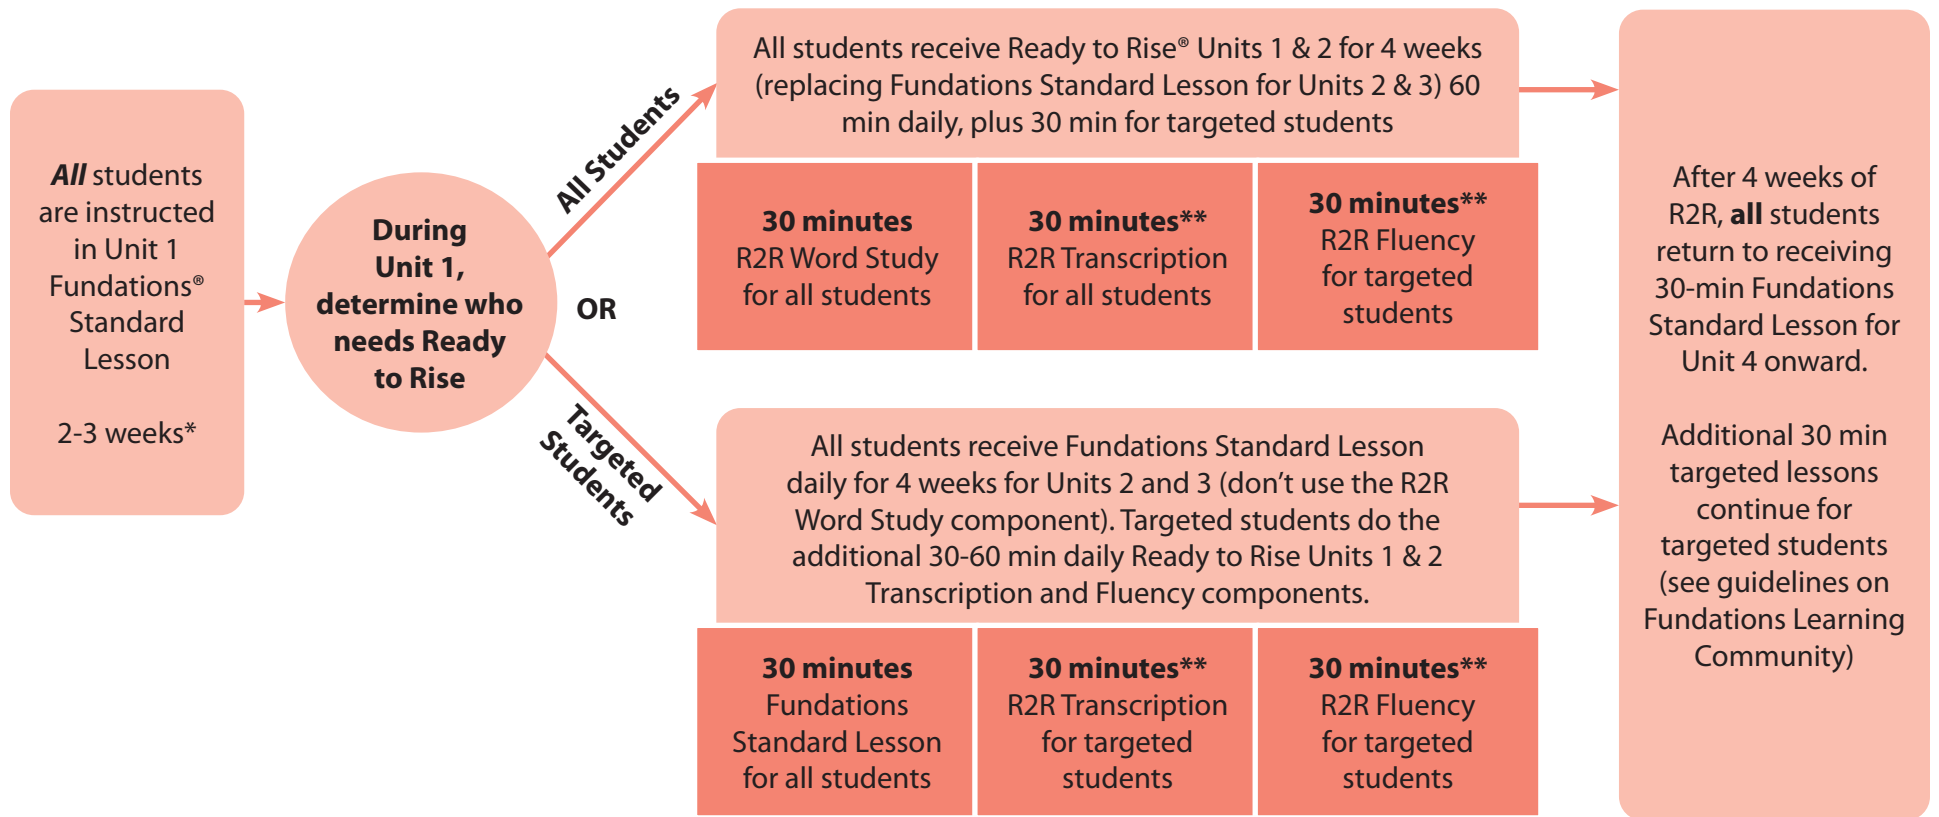 All students
are instructed
in Unit 1
Fundations®
Standard
Lesson
2-3 weeks*
During
Unit 1,
determine who
needs Ready
to Rise
All Students
OR
Targeted
Students
All students receive Ready to Rise® Units 1 & 2 for 4 weeks
(replacing Fundations Standard Lesson for Units 2 & 3) 60
min daily, plus 30 min for targeted students
30 minutes
R2R Word Study
for all students
30 minutes**
R2R Transcription
for all students
30 minutes**
R2R Fluency
for targeted
students
All students receive Fundations Standard Lesson
daily for 4 weeks for Units 2 and 3 (don’t use the R2R
Word Study component). Targeted students do the
additional 30-60 min daily Ready to Rise Units 1 & 2
Transcription and Fluency components.
30 minutes
Fundations
Standard Lesson
for all students
30 minutes**
R2R Transcription
for targeted
students
30 minutes**
R2R Fluency
for targeted
students
After 4 weeks of
R2R, all students
return to receiving
30-min Fundations
Standard Lesson for
Unit 4 onward.
Additional 30 min
targeted lessons
continue for
targeted students
(see guidelines on
Fundations Learning
Community)